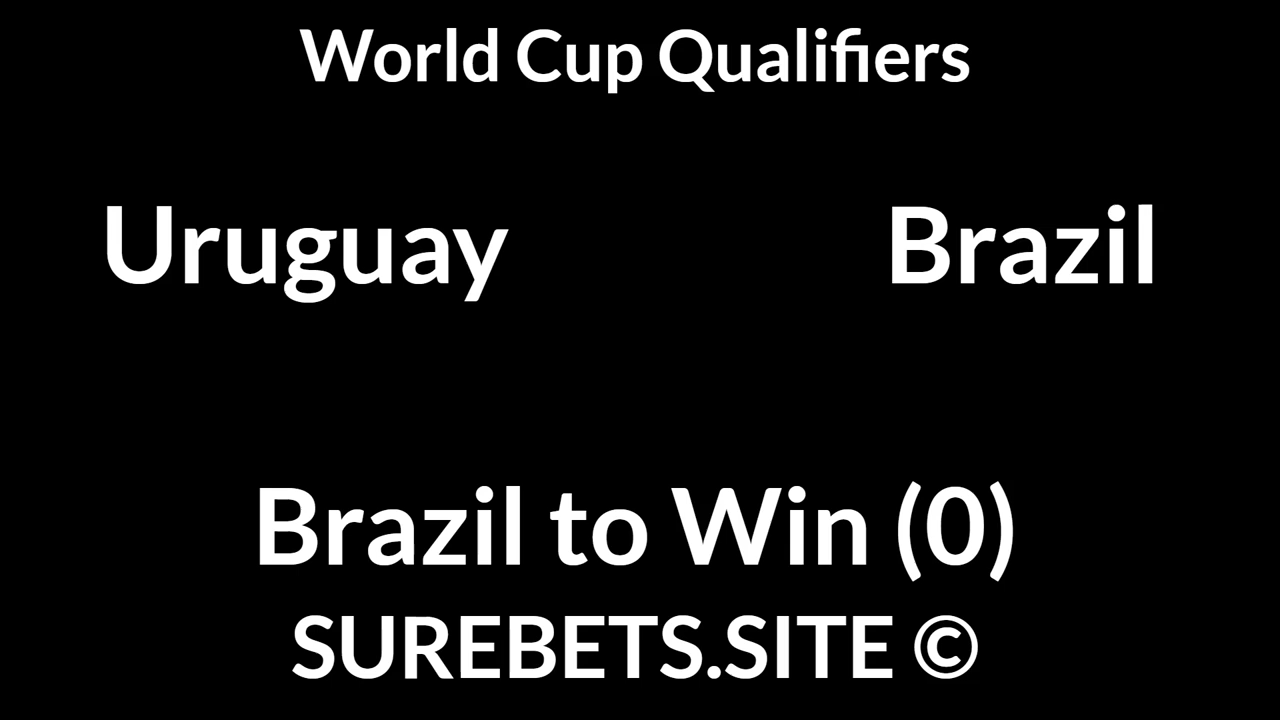 World Cup Qualifiers
Uruguay Brazil
Brazil to Win (0)
SUREBETS.SITE ©